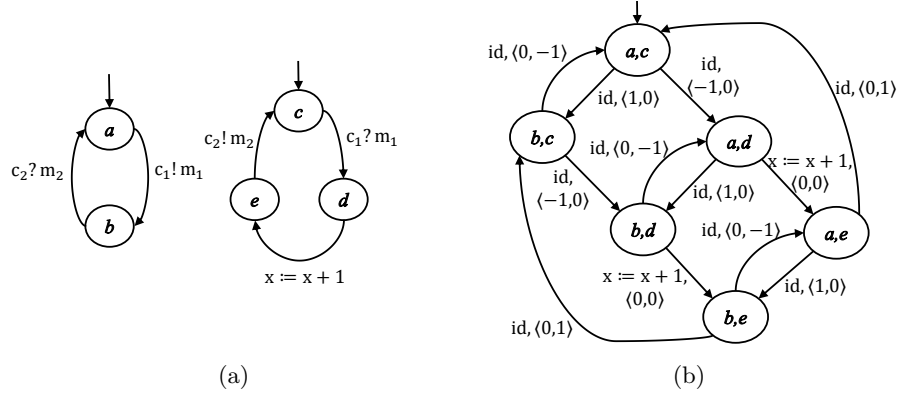 a
b
c₂? m₂
c₁! m₁
c
d
e
c₂! m₂
c₁? m₁
x ≔ x + 1
(a)
a,c
id, ⟨0, −1⟩
id, ⟨1,0⟩
id,
⟨−1,0⟩
id, ⟨0,1⟩
b,c
a,d
id, ⟨0, −1⟩
id,
⟨−1,0⟩
id, ⟨1,0⟩
x ≔ x + 1,
⟨0,0⟩
b,d
a,e
id, ⟨0, −1⟩
x ≔ x + 1,
⟨0,0⟩
id, ⟨1,0⟩
b,e
id, ⟨0,1⟩
(b)